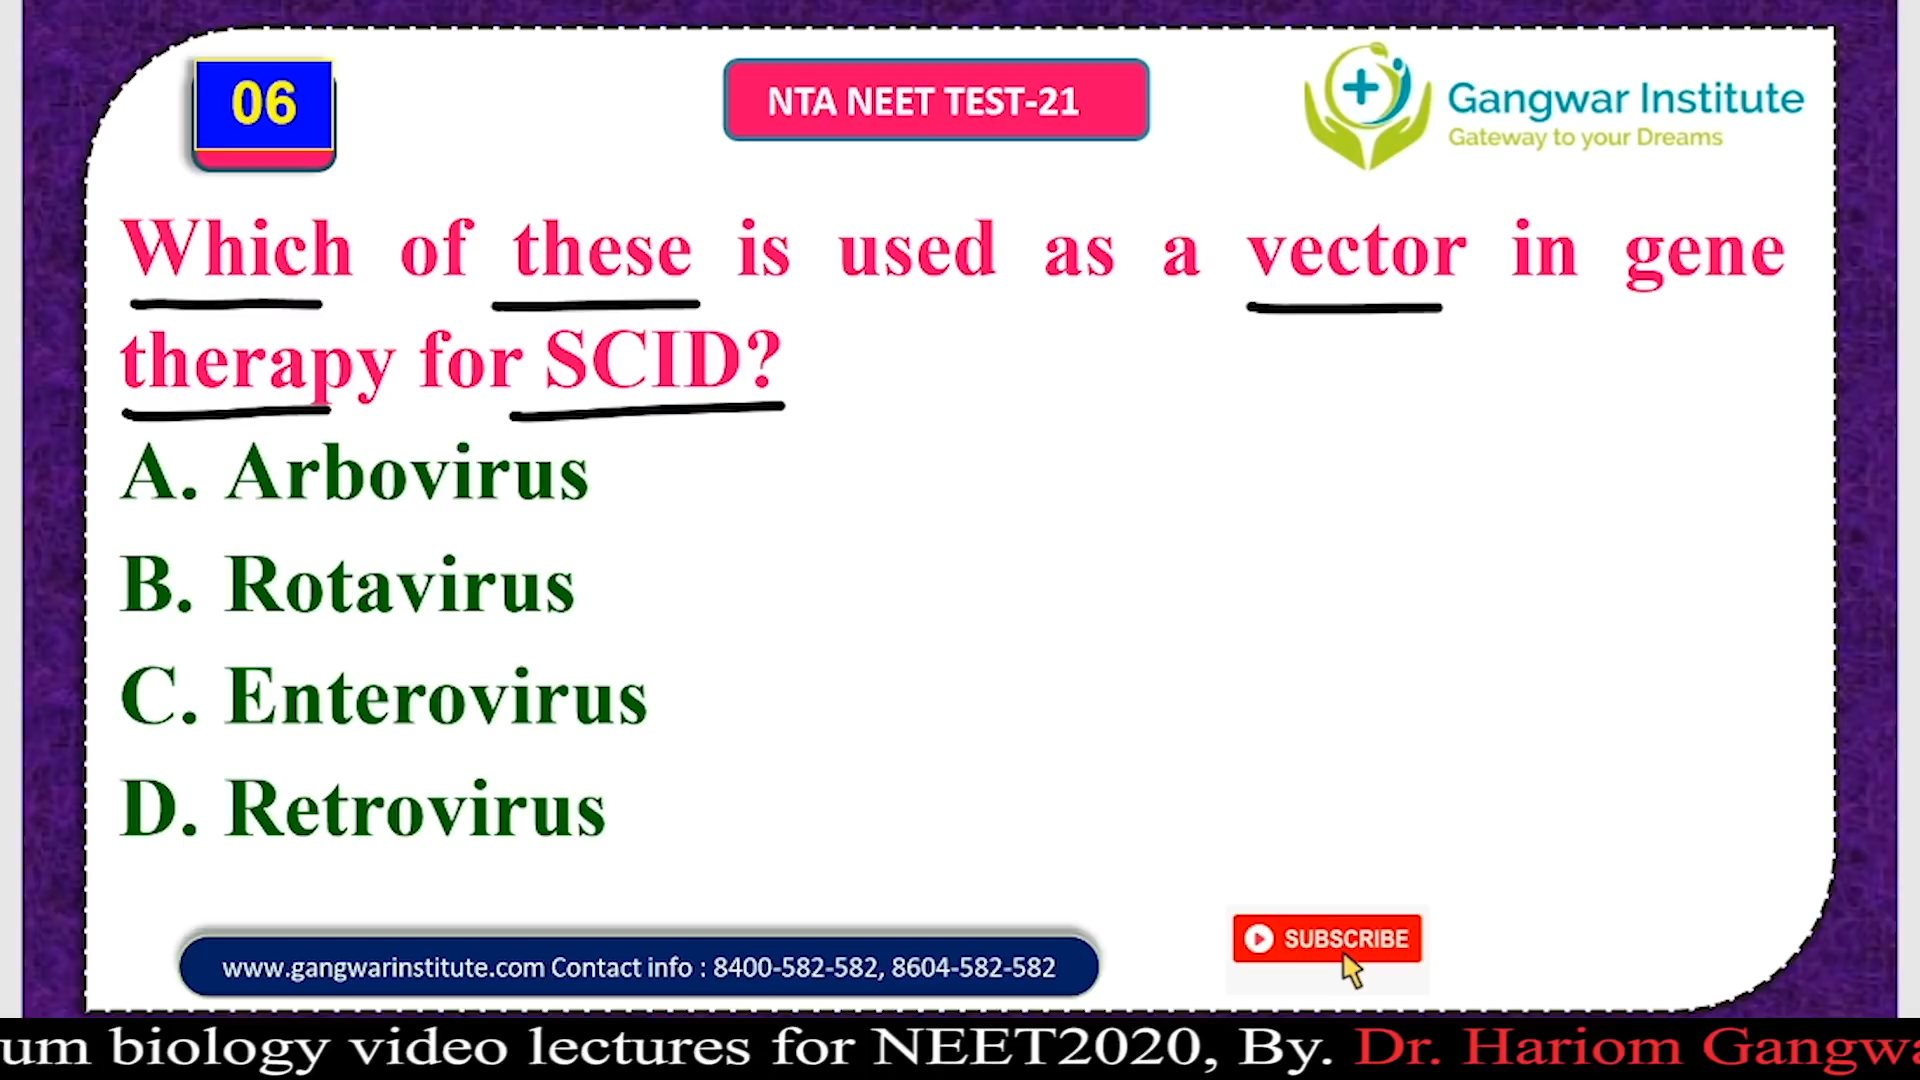 06
NTA NEET TEST-21
Gangwar Institute
Gateway to your Dreams
Which of these is used as a vector in gene
therapy for SCID?
A. Arbovirus
B. Rotavirus
C. Enterovirus
D. Retrovirus
www.gangwarinstitute.com Contact info : 8400-582-582, 8604-582-582
SUBSCRIBE
um biology video lectures for NEET2020, By. Dr. Hariom Gangwa